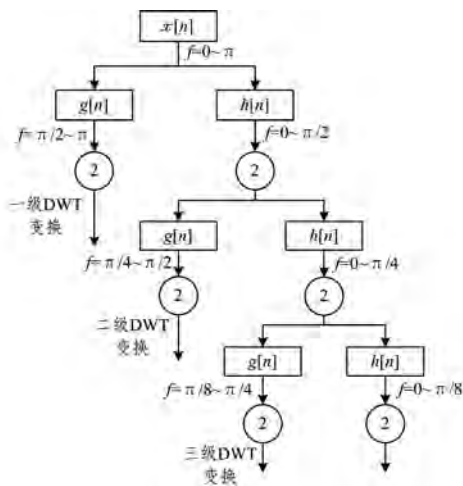 x[n]
f=0~π
g[n] h[n]
f=π/2~π f=0~π/2
2 2
一级DWT
变换
g[n] h[n]
f=π/4~π/2 f=0~π/4
2 2
二级DWT
变换
g[n] h[n]
f=π/8~π/4 f=0~π/8
2 2
三级DWT
变换